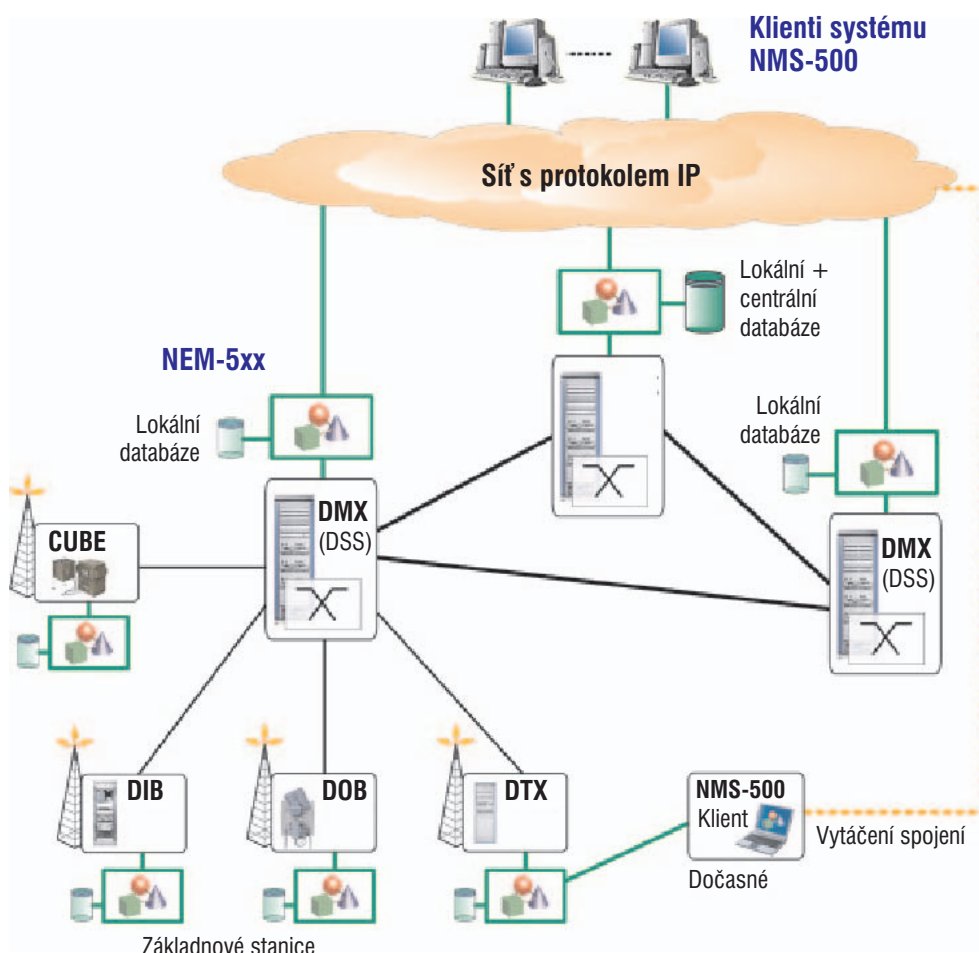 Klienti systému
NMS-500
Síť s protokolem IP
Lokální +
centrální
databáze
NEM-5xx
Lokální
databáze
Lokální
databáze
DMX
(DSS)
CUBE
DMX
(DSS)
DIB
DOB
DTX
NMS-500
Klient
Vytáčení spojení
Dočasné
Základnové stanice